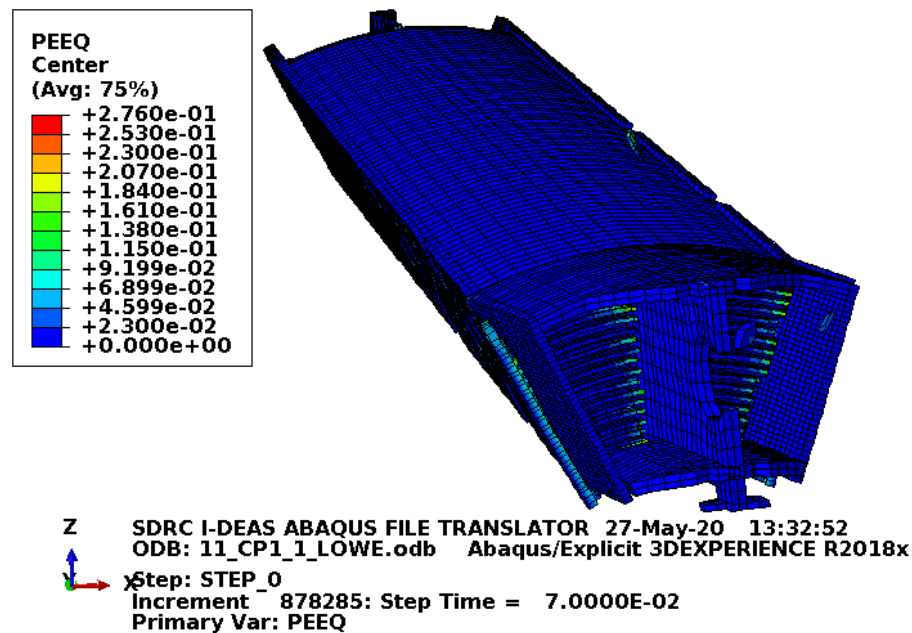 PEEQ
Center
(Avg: 75%)
+2.760e-01
+2.530e-01
+2.300e-01
+2.070e-01
+1.840e-01
+1.610e-01
+1.380e-01
+1.150e-01
+9.199e-02
+6.899e-02
+4.599e-02
+2.300e-02
+0.000e+00
Z
Y
X
SDRC I-DEAS ABAQUS FILE TRANSLATOR 27-May-20 13:32:52
ODB: 11_CP1_1_LOWE.odb Abaqus/Explicit 3DEXPERIENCE R2018x
Step: STEP_0
Increment 878285: Step Time = 7.0000E-02
Primary Var: PEEQ